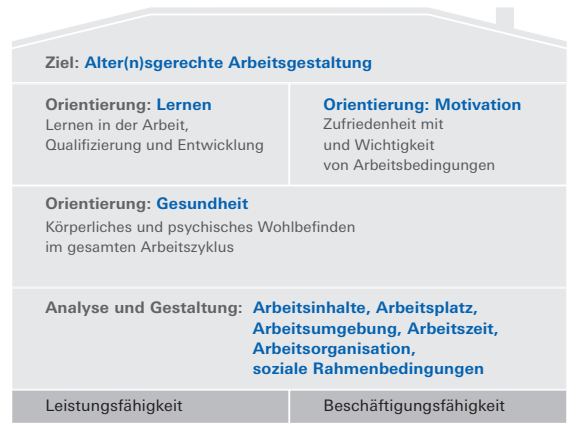 Ziel: Alter(n)sgerechte Arbeitsgestaltung
Orientierung: Lernen
Lernen in der Arbeit,
Qualifizierung und Entwicklung
Orientierung: Motivation
Zufriedenheit mit
und Wichtigkeit
von Arbeitsbedingungen
Orientierung: Gesundheit
Körperliches und psychisches Wohlbefinden
im gesamten Arbeitszyklus
Analyse und Gestaltung: Arbeitsinhalte, Arbeitsplatz,
Arbeitsumgebung, Arbeitszeit,
Arbeitsorganisation,
soziale Rahmenbedingungen
Leistungsfähigkeit
Beschäftigungsfähigkeit